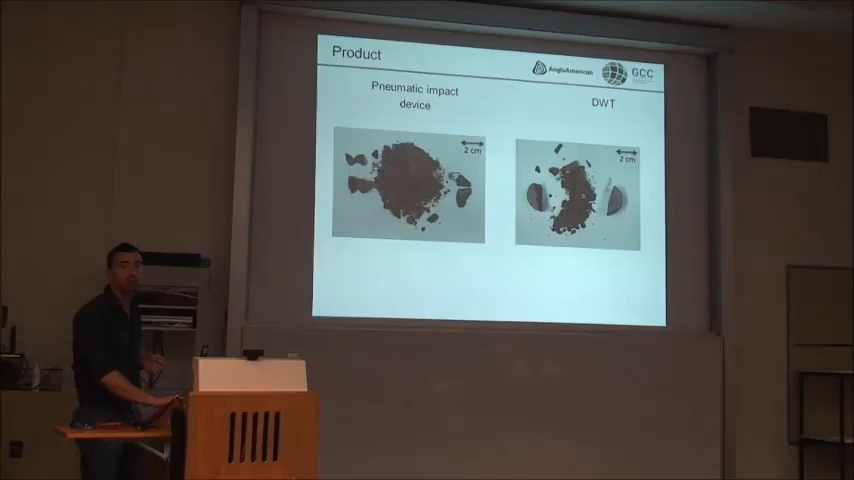 Product
AngloAmerican
GCC
Pneumatic impact
device
DWT
2 cm
2 cm